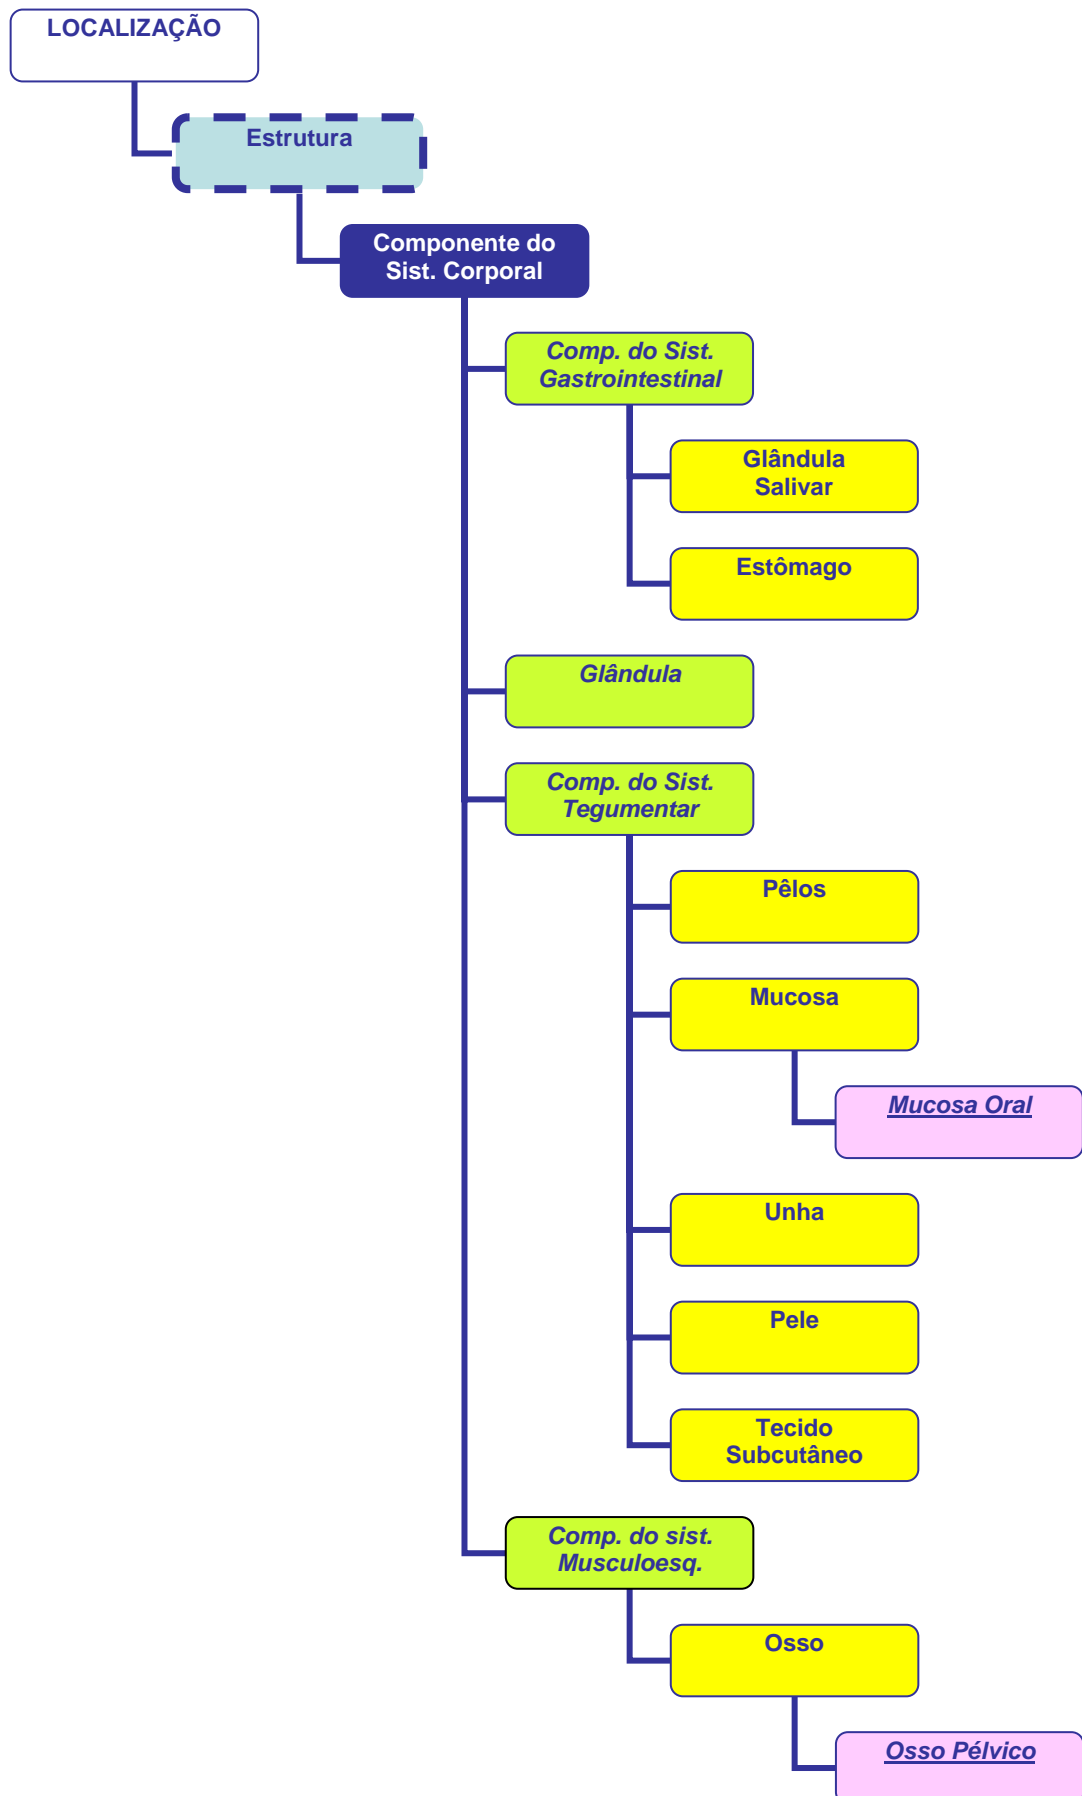 LOCALIZAÇÃO
Estrutura
Componente do
Sist. Corporal
Comp. do Sist.
Gastrointestinal
Glândula
Salivar
Estômago
Glândula
Comp. do Sist.
Tegumentar
Pêlos
Mucosa
Mucosa Oral
Unha
Pele
Tecido
Subcutâneo
Comp. do sist.
Musculoesq.
Osso
Osso Pélvico